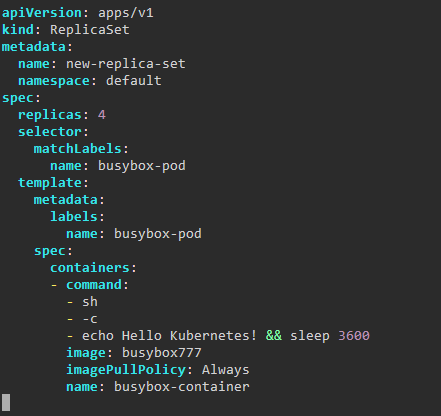 apiVersion: apps/v1
kind: ReplicaSet
metadata:
  name: new-replica-set
  namespace: default
spec:
  replicas: 4
  selector:
    matchLabels:
      name: busybox-pod
  template:
    metadata:
      labels:
        name: busybox-pod
    spec:
      containers:
      - command:
        - sh
        - -c
        - echo Hello Kubernetes! && sleep 3600
        image: busybox777
        imagePullPolicy: Always
        name: busybox-container